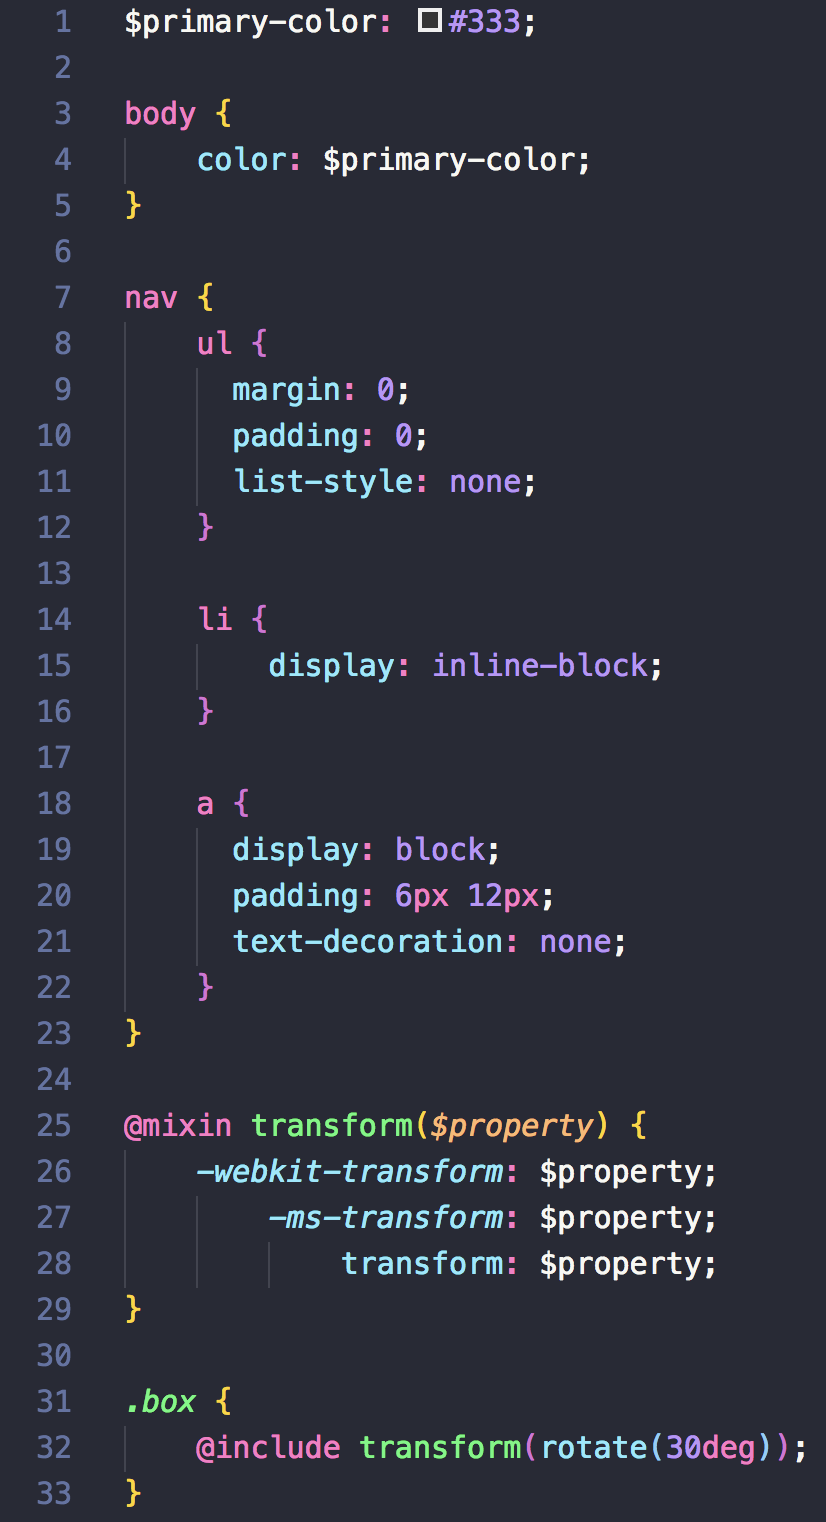 1 $primary-color: #333;
2
3 body {
4     color: $primary-color;
5 }
6
7 nav {
8     ul {
9       margin: 0;
10       padding: 0;
11       list-style: none;
12     }
13
14     li {
15         display: inline-block;
16     }
17
18     a {
19       display: block;
20       padding: 6px 12px;
21       text-decoration: none;
22     }
23 }
24
25 @mixin transform($property) {
26     -webkit-transform: $property;
27         -ms-transform: $property;
28             transform: $property;
29 }
30
31 .box {
32     @include transform(rotate(30deg));
33 }